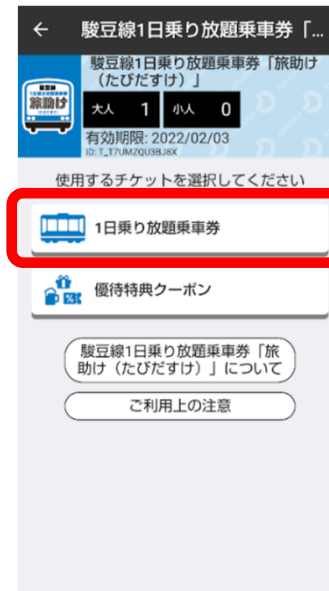 ← 駿豆線1日乗り放題乗車券「...
駿豆線1日乗り放題乗車券「旅助け
（たびだすけ）」
旅助け
大人 1 小人 0
有効期限: 2022/02/03
使用するチケットを選択してください
1日乗り放題乗車券
優待特典クーポン
駿豆線1日乗り放題乗車券「旅
助け（たびだすけ）」について
ご利用上の注意